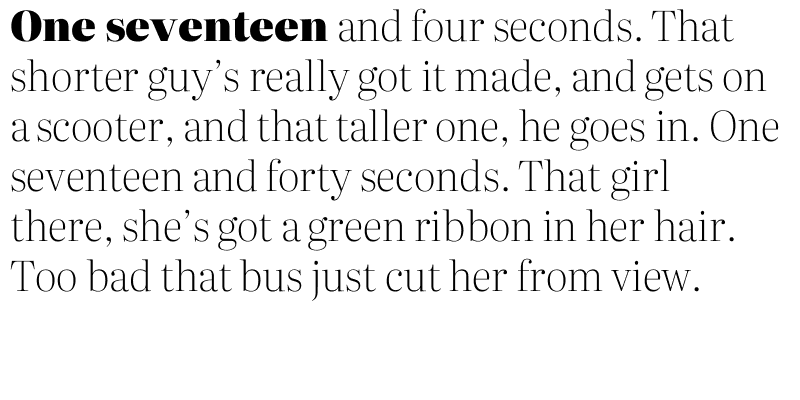 One seventeen and four seconds. That
shorter guy’s really got it made, and gets on
a scooter, and that taller one, he goes in. One
seventeen and forty seconds. That girl
there, she’s got a green ribbon in her hair.
Too bad that bus just cut her from view.